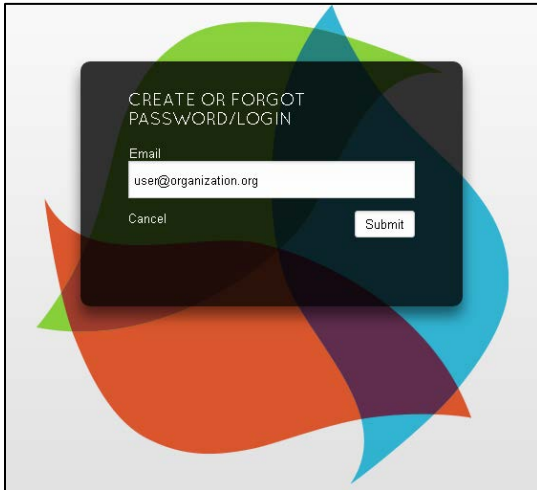 CREATE OR FORGOT
PASSWORD/LOGIN
Email
user@organization.org
Cancel
Submit